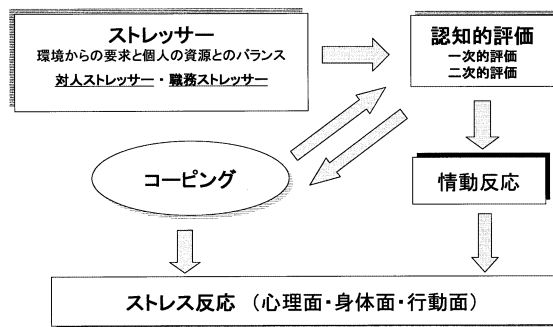 ストレッサー
環境からの要求と個人の資源とのバランス
対人ストレッサー・職務ストレッサー
認知的評価
一次的評価
二次的評価
コーピング
情動反応
ストレス反応（心理面・身体面・行動面）